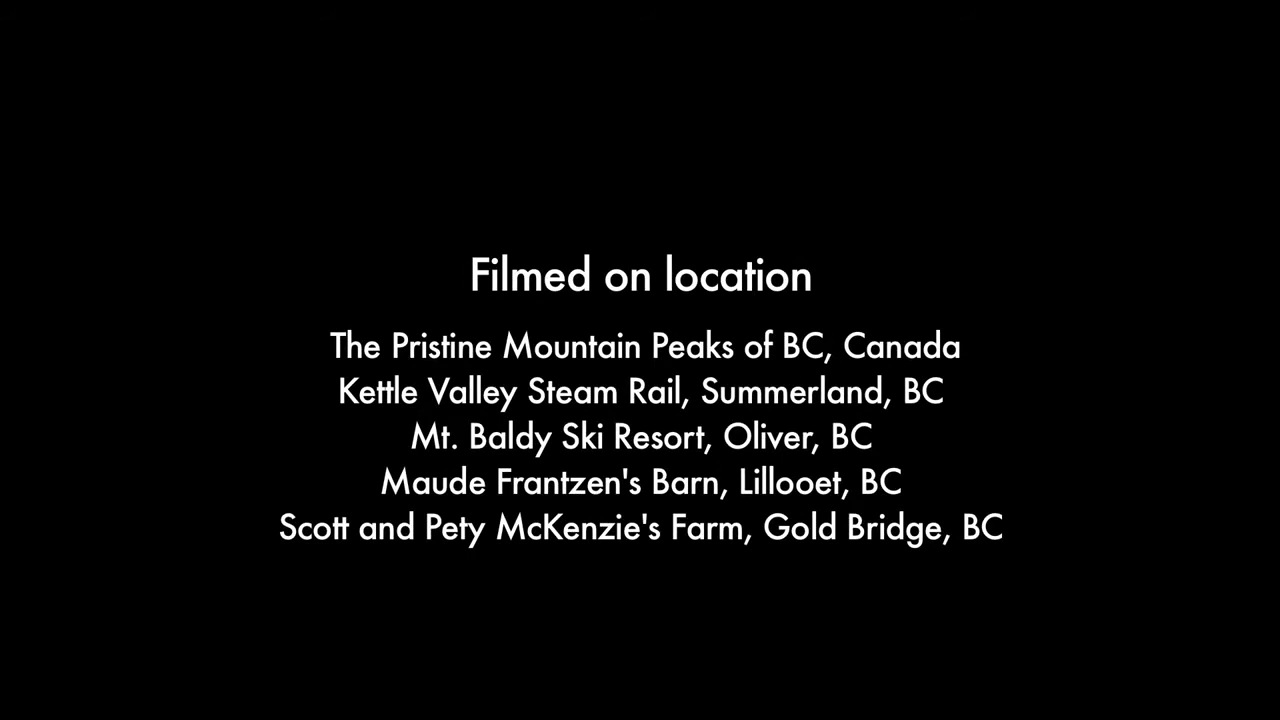 Filmed on location
The Pristine Mountain Peaks of BC, Canada
Kettle Valley Steam Rail, Summerland, BC
Mt. Baldy Ski Resort, Oliver, BC
Maude Frantzen's Barn, Lillooet, BC
Scott and Pety McKenzie's Farm, Gold Bridge, BC